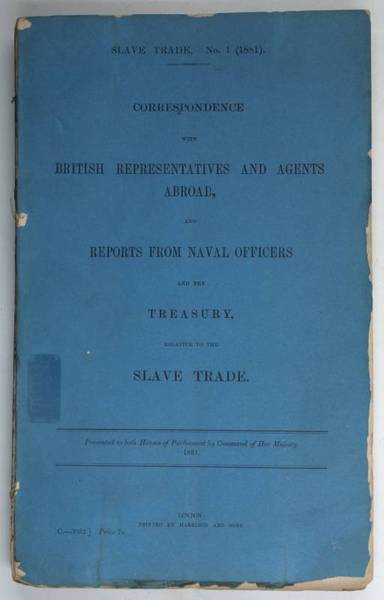 SLAVE TRADE. No. 1 (1881).
CORRESPONDENCE
WITH
BRITISH REPRESENTATIVES AND AGENTS
ABROAD,
AND
REPORTS FROM NAVAL OFFICERS
AND THE
TREASURY,
RELATIVE TO THE
SLAVE TRADE.
Presented to both Houses of Parliament by Command of Her Majesty.
1881.
LONDON:
PRINTED BY HARRISON AND SONS.
Price